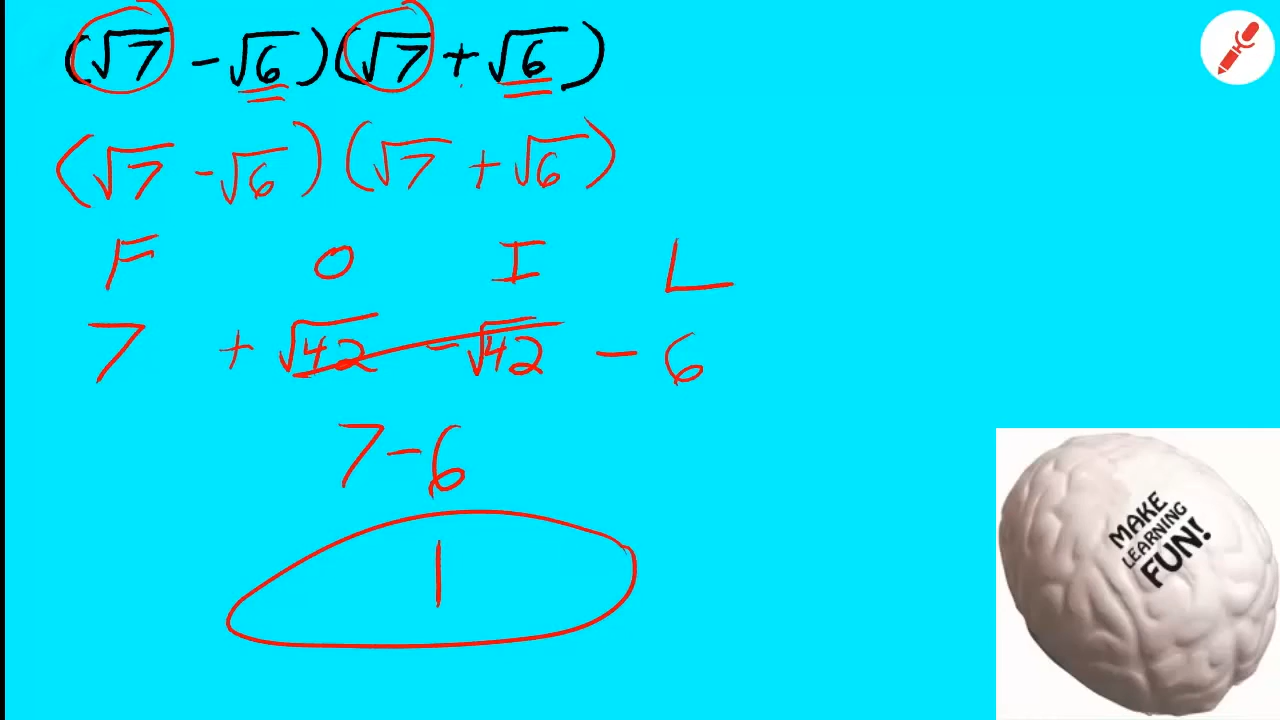 (√7 - √6)(√7 + √6)
(√7 - √6)(√7 + √6)
F O I L
7 + √42 - √42 - 6
7 - 6
1
MAKE
LEARNING
FUN!